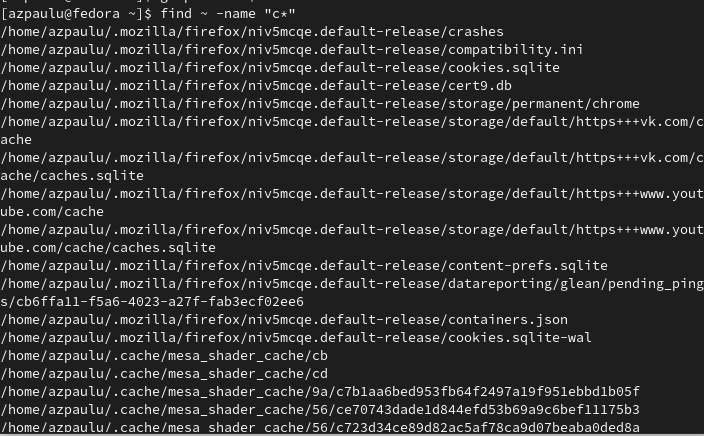 [azpaulu@fedora ~]$ find ~ -name "c*"
/home/azpaulu/.mozilla/firefox/niv5mcqe.default-release/crashes
/home/azpaulu/.mozilla/firefox/niv5mcqe.default-release/compatibility.ini
/home/azpaulu/.mozilla/firefox/niv5mcqe.default-release/cookies.sqlite
/home/azpaulu/.mozilla/firefox/niv5mcqe.default-release/cert9.db
/home/azpaulu/.mozilla/firefox/niv5mcqe.default-release/storage/permanent/chrome
/home/azpaulu/.mozilla/firefox/niv5mcqe.default-release/storage/default/https+++vk.com/c
ache
/home/azpaulu/.mozilla/firefox/niv5mcqe.default-release/storage/default/https+++vk.com/c
ache/caches.sqlite
/home/azpaulu/.mozilla/firefox/niv5mcqe.default-release/storage/default/https+++www.yout
ube.com/cache
/home/azpaulu/.mozilla/firefox/niv5mcqe.default-release/storage/default/https+++www.yout
ube.com/cache/caches.sqlite
/home/azpaulu/.mozilla/firefox/niv5mcqe.default-release/content-prefs.sqlite
/home/azpaulu/.mozilla/firefox/niv5mcqe.default-release/datareporting/glean/pending_ping
s/cb6ffa11-f5a6-4023-a27f-fab3ecf02ee6
/home/azpaulu/.mozilla/firefox/niv5mcqe.default-release/containers.json
/home/azpaulu/.mozilla/firefox/niv5mcqe.default-release/cookies.sqlite-wal
/home/azpaulu/.cache/mesa_shader_cache/cb
/home/azpaulu/.cache/mesa_shader_cache/cd
/home/azpaulu/.cache/mesa_shader_cache/9a/c7b1aa6bed953fb64f2497a19f951ebbd1b05f
/home/azpaulu/.cache/mesa_shader_cache/56/ce70743dade1d844efd53b69a9c6bef11175b3
/home/azpaulu/.cache/mesa_shader_cache/56/c723d34ce89d82ac5af78ca9d07beaba0ded8a